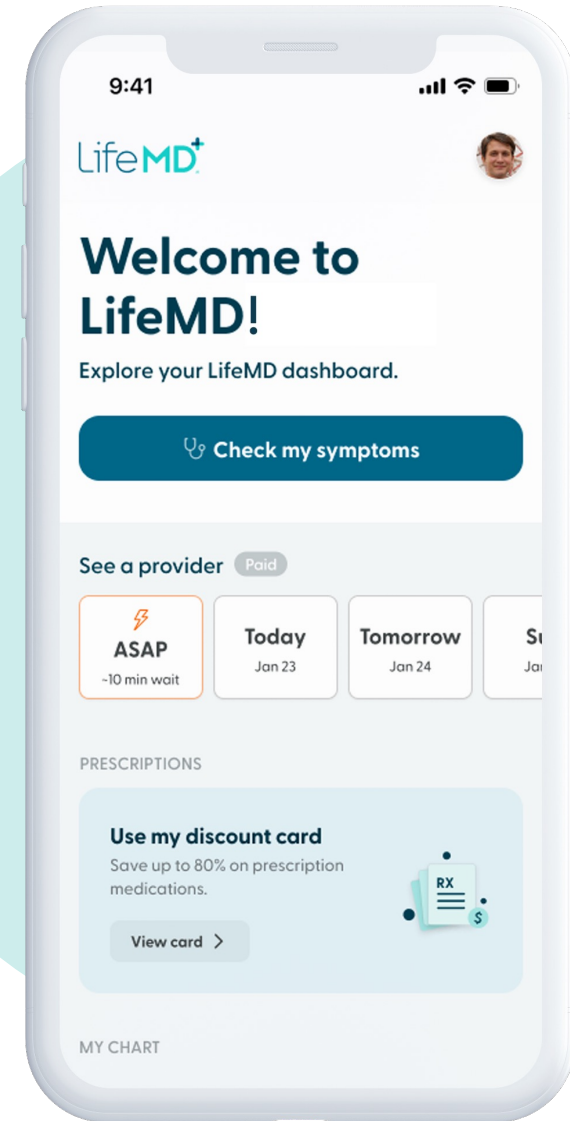 9:41
LifeMD+
Welcome to
LifeMD!
Explore your LifeMD dashboard.
Check my symptoms
See a provider Paid
ASAP
~10 min wait
Today
Jan 23
Tomorrow
Jan 24
PRESCRIPTIONS
Use my discount card
Save up to 80% on prescription
medications.
View card
RX
$
MY CHART